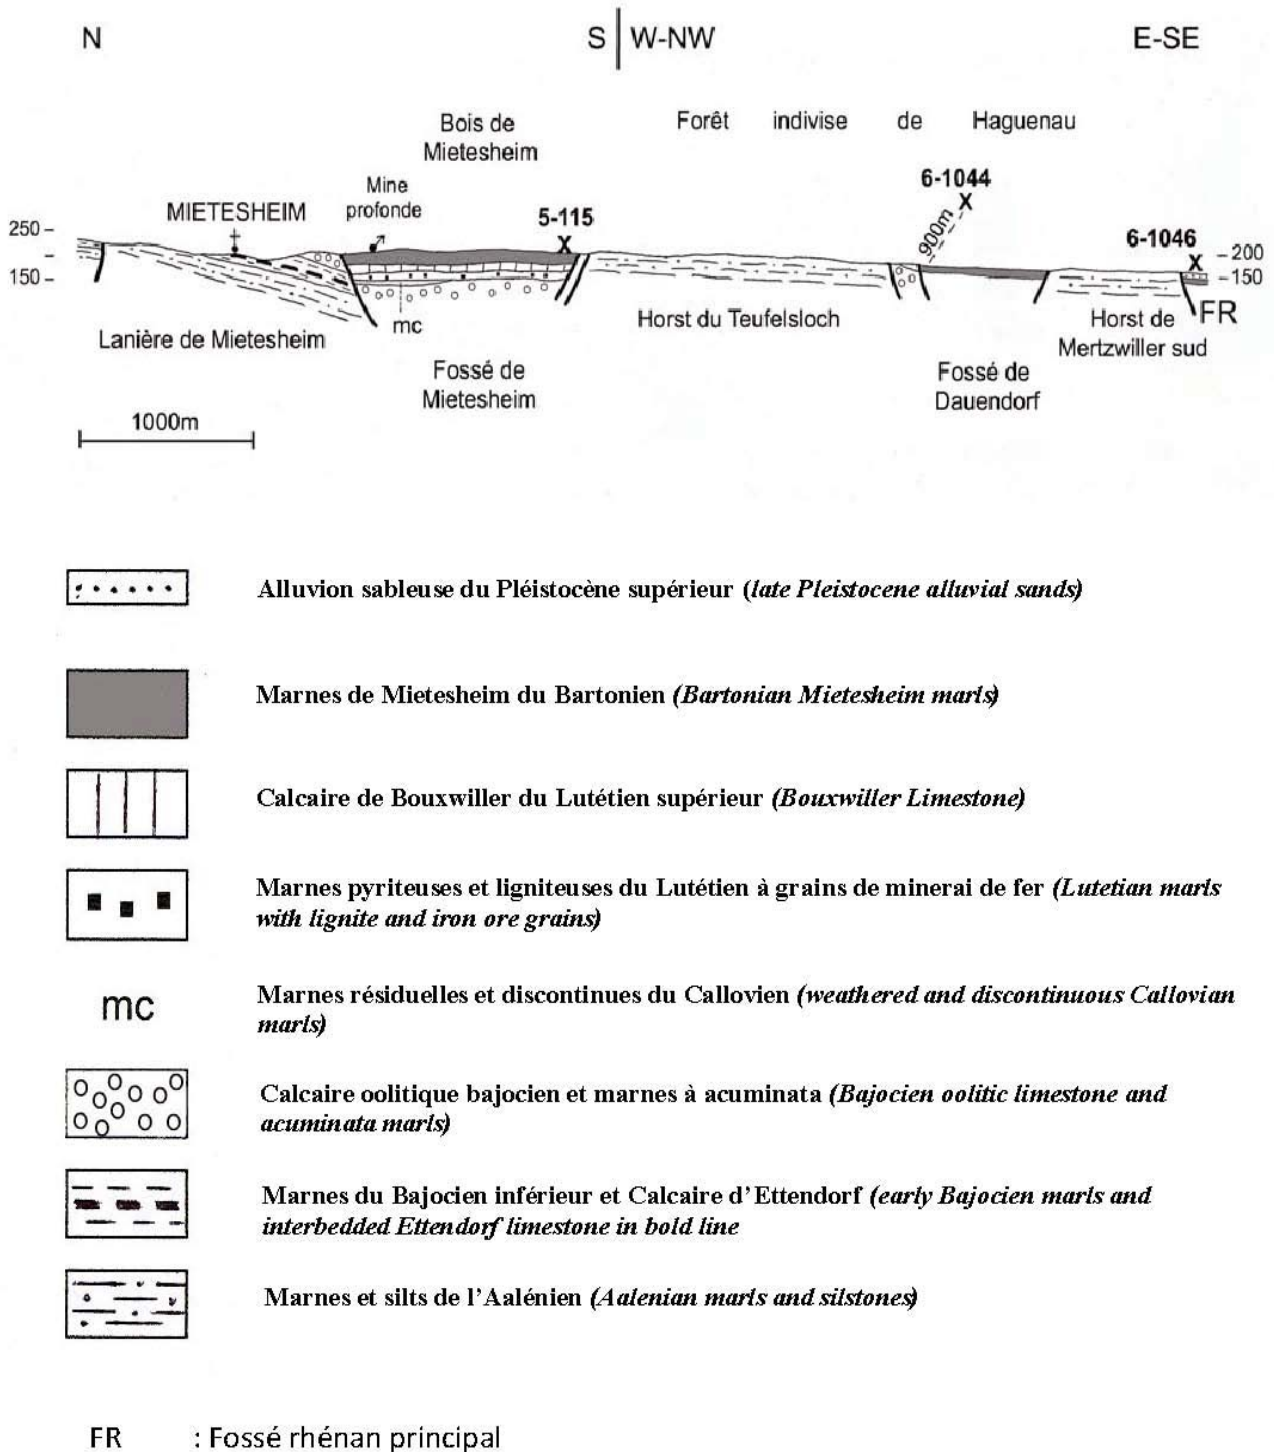 N
S W-NW
E-SE
Bois de
Mietesheim
Forêt indivise de Haguenau
Mine
profonde
MIETESHEIM
5-115
X
6-1044
X
900m
6-1046
X
250
150
200
150
mc
FR
Lanière de Mietesheim
Fossé de
Mietesheim
Horst du Teufelsloch
Fossé de
Dauendorf
Horst de
Mertzwiller sud
1000m
Alluvion sableuse du Pléistocène supérieur (late Pleistocene alluvial sands)
Marnes de Mietesheim du Bartonien (Bartonian Mietesheim marls)
Calcaire de Bouxwiller du Lutétien supérieur (Bouxwiller Limestone)
Marnes pyriteuses et ligniteuses du Lutétien à grains de minerai de fer (Lutetian marls
with lignite and iron ore grains)
mc
Marnes résiduelles et discontinues du Callovien (weathered and discontinuous Callovian
marls)
Calcaire oolitique bajocien et marnes à acuminata (Bajocien oolitic limestone and
acuminata marls)
Marnes du Bajocien inférieur et Calcaire d'Ettendorf (early Bajocien marls and
interbedded Ettendorf limestone in bold line
Marnes et silts de l'Aalénien (Aalenian marls and silstones)
FR : Fossé rhénan principal